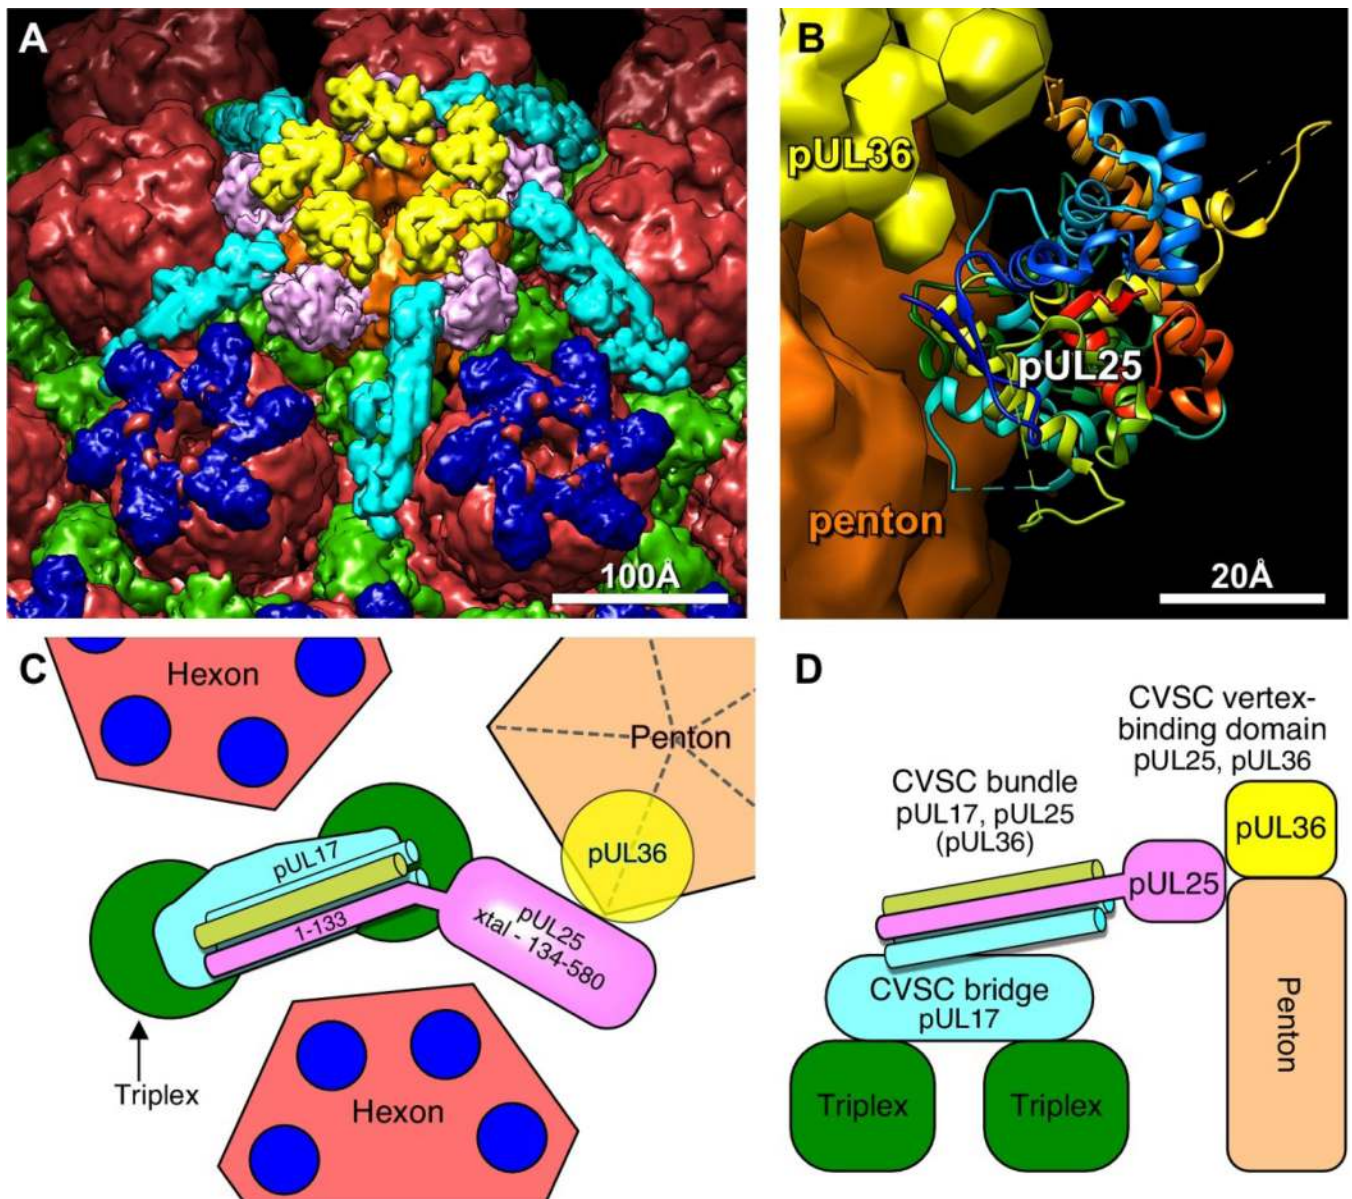 A
100Å
B
pUL36
pUL25
penton
20Å
C
Hexon
Penton
pUL17
pUL36
1-133
pUL25
xtal - 134-580
Triplex
Hexon
D
CVSC vertex-
binding domain
pUL25, pUL36
CVSC bundle
pUL17, pUL25
(pUL36)
pUL36
pUL25
CVSC bridge
pUL17
Penton
Triplex
Triplex